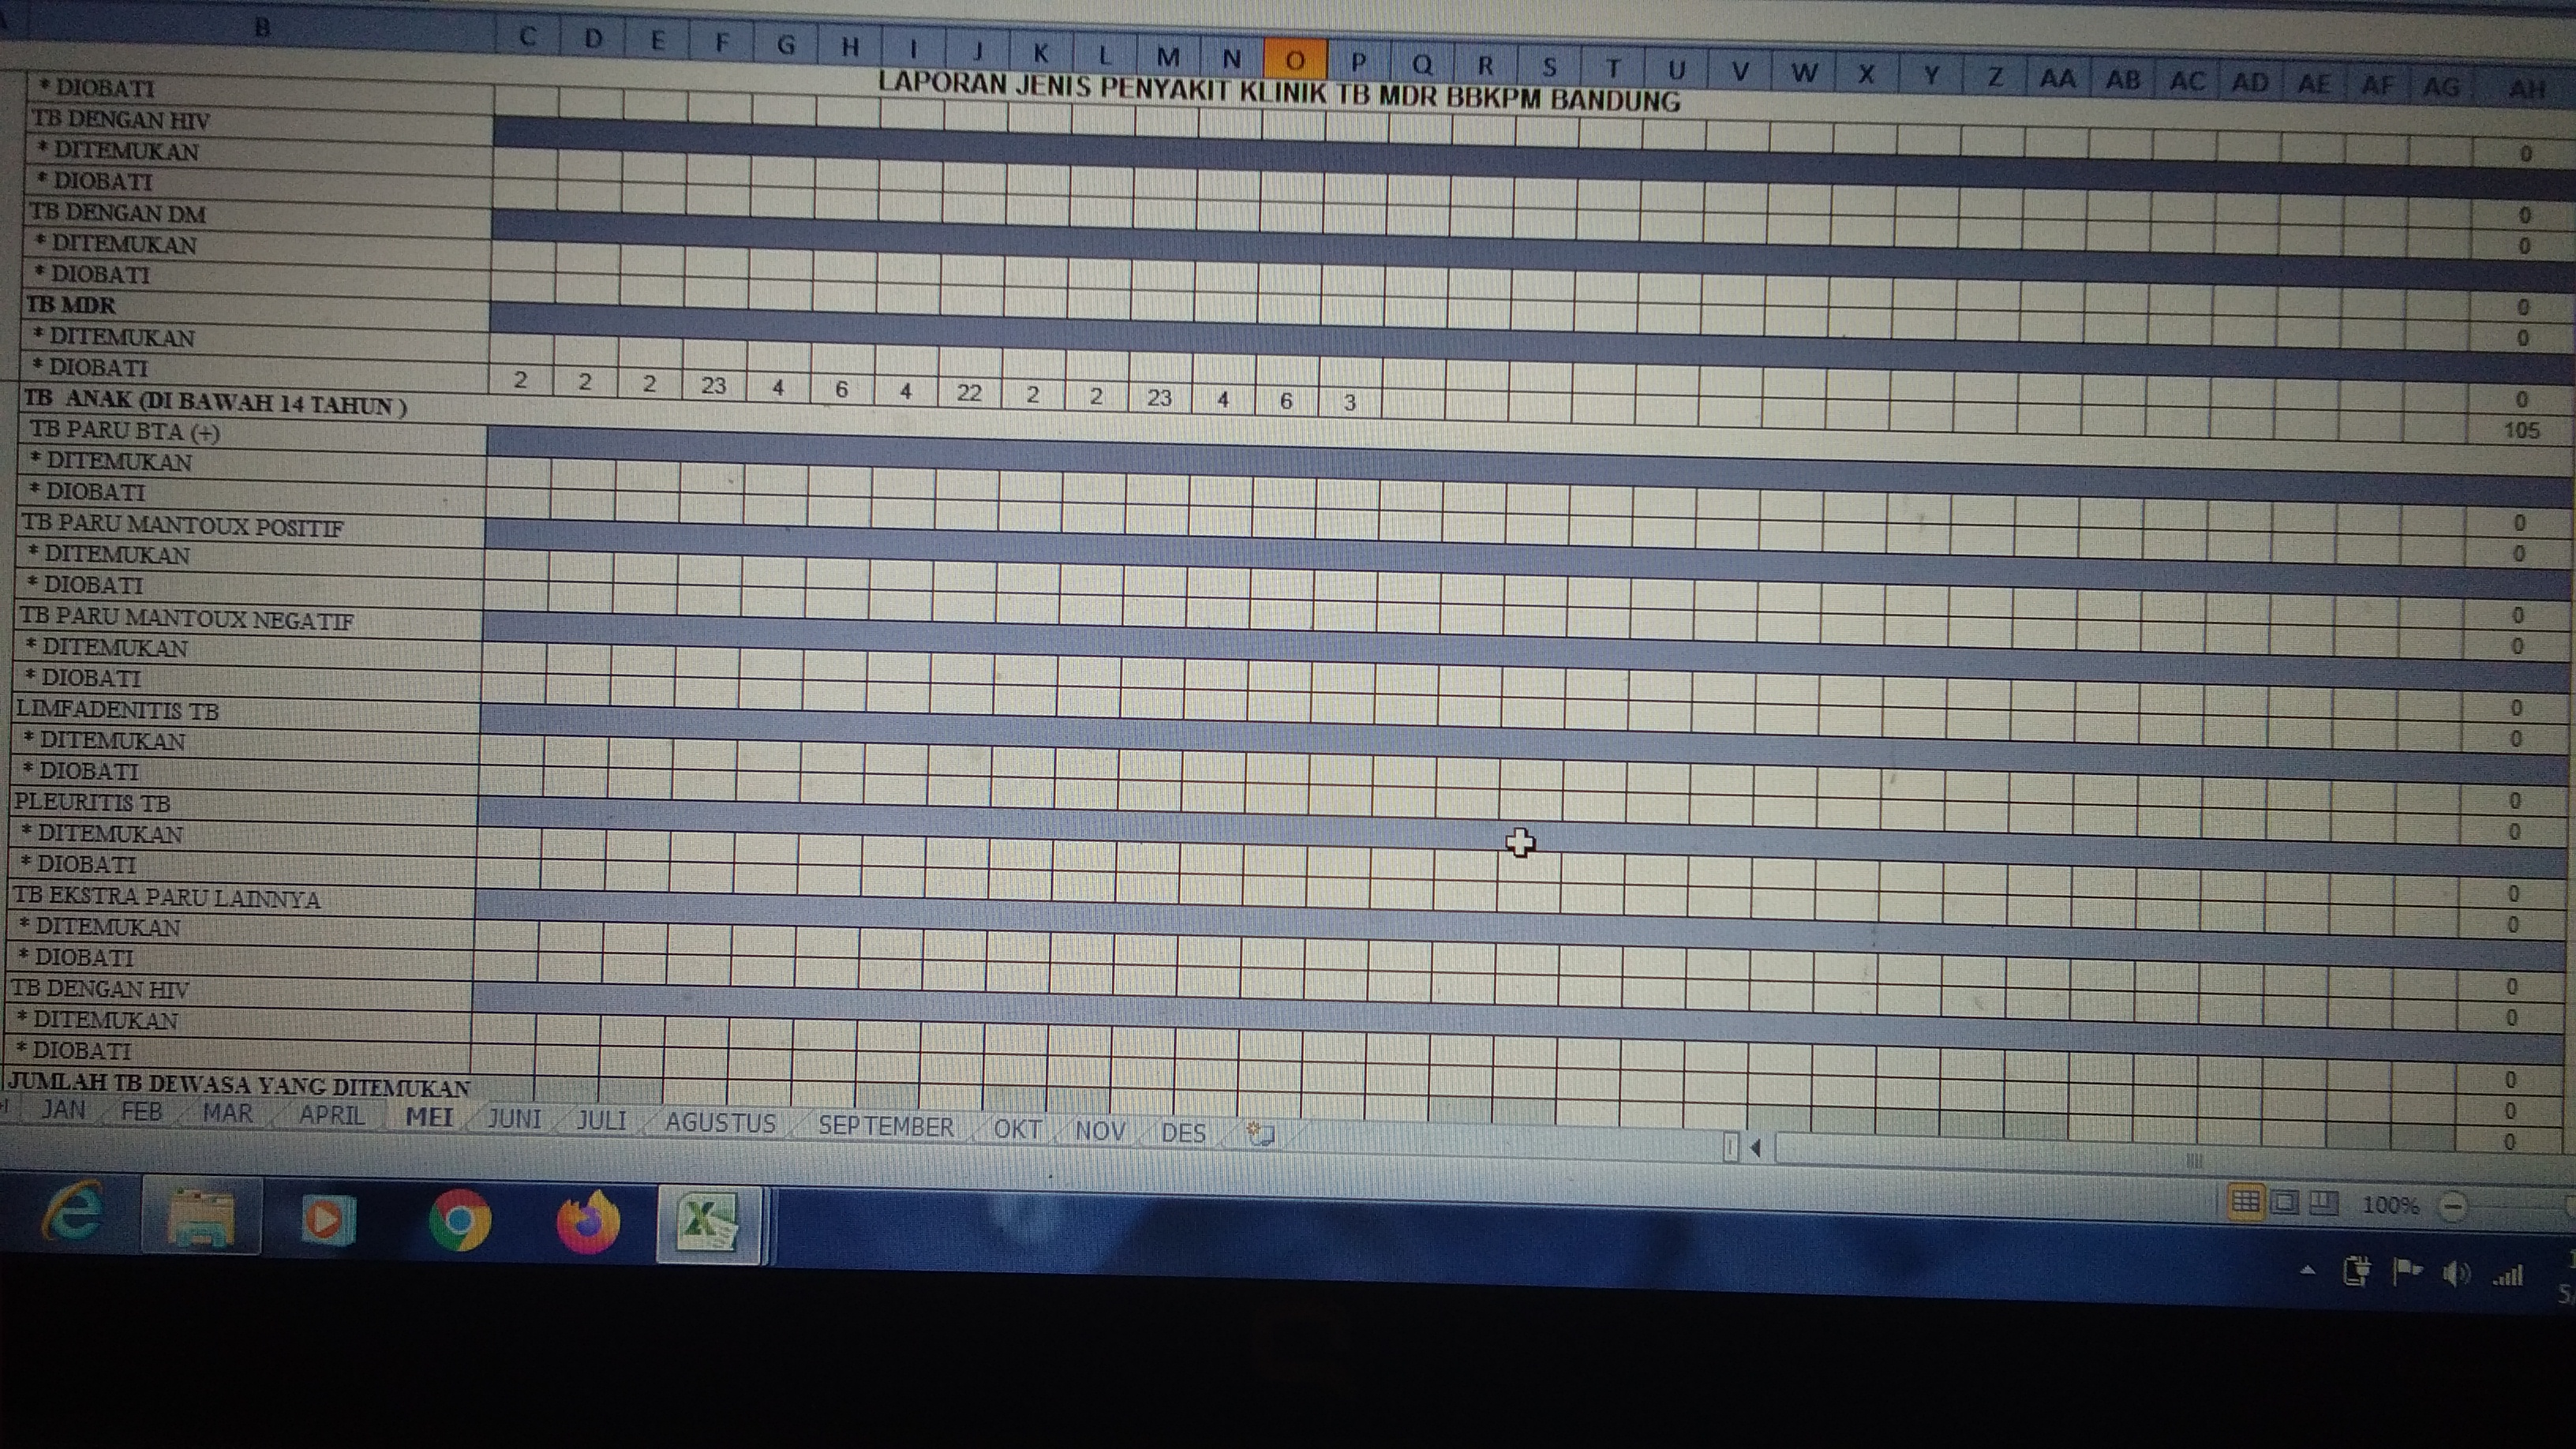 A B C D E F G H I J K L M N O P Q R S T U V W X Y Z AA AB AC AD AE AF AG AH
LAPORAN JENIS PENYAKIT KLINIK TB MDR BBKPM BANDUNG
* DIOBATI 0
TB DENGAN HIV
* DITEMUKAN 0
* DIOBATI 0
TB DENGAN DM
* DITEMUKAN 0
* DIOBATI 0
TB MDR
* DITEMUKAN 0
* DIOBATI 2 2 2 23 4 6 4 22 2 2 23 4 6 3 105
TB ANAK (DI BAWAH 14 TAHUN )
TB PARU BTA (+)
* DITEMUKAN 0
* DIOBATI 0
TB PARU MANTOUX POSITIF
* DITEMUKAN 0
* DIOBATI 0
TB PARU MANTOUX NEGATIF
* DITEMUKAN 0
* DIOBATI 0
LIMFADENITIS TB
* DITEMUKAN 0
* DIOBATI 0
PLEURITIS TB
* DITEMUKAN 0
* DIOBATI 0
TB EKSTRA PARU LAINNYA
* DITEMUKAN 0
* DIOBATI 0
TB DENGAN HIV
* DITEMUKAN 0
* DIOBATI 0
JUMLAH TB DEWASA YANG DITEMUKAN 0
JAN FEB MAR APRIL MEI JUNI JULI AGUSTUS SEPTEMBER OKT NOV DES
100%